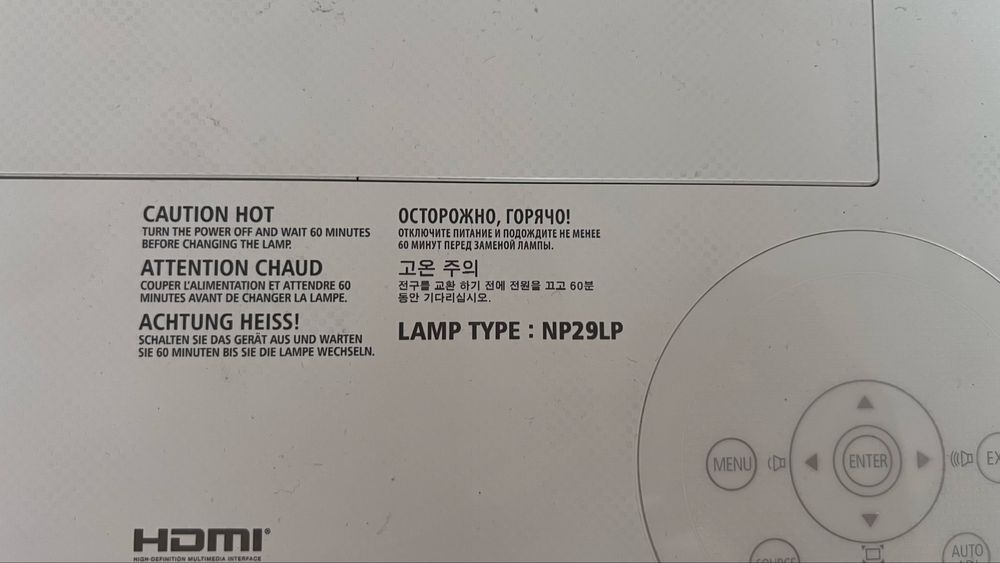 CAUTION HOT
TURN THE POWER OFF AND WAIT 60 MINUTES
BEFORE CHANGING THE LAMP.
ATTENTION CHAUD
COUPER L'ALIMENTATION ET ATTENDRE 60
MINUTES AVANT DE CHANGER LA LAMPE.
ACHTUNG HEISS!
SCHALTEN SIE DAS GERÄT AUS UND WARTEN
SIE 60 MINUTEN BIS SIE DIE LAMPE WECHSELN.
ОСТОРОЖНО, ГОРЯЧО!
ОТКЛЮЧИТЕ ПИТАНИЕ И ПОДОЖДИТЕ НЕ МЕНЕЕ
60 МИНУТ ПЕРЕД ЗАМЕНОЙ ЛАМПЫ.
고온 주의
전구를 교환 하기 전에 전원을 끄고 60분
동안 기다리십시오.
LAMP TYPE : NP29LP
MENU
ENTER
AUTO
HDMI®
HIGH-DEFINITION MULTIMEDIA INTERFACE